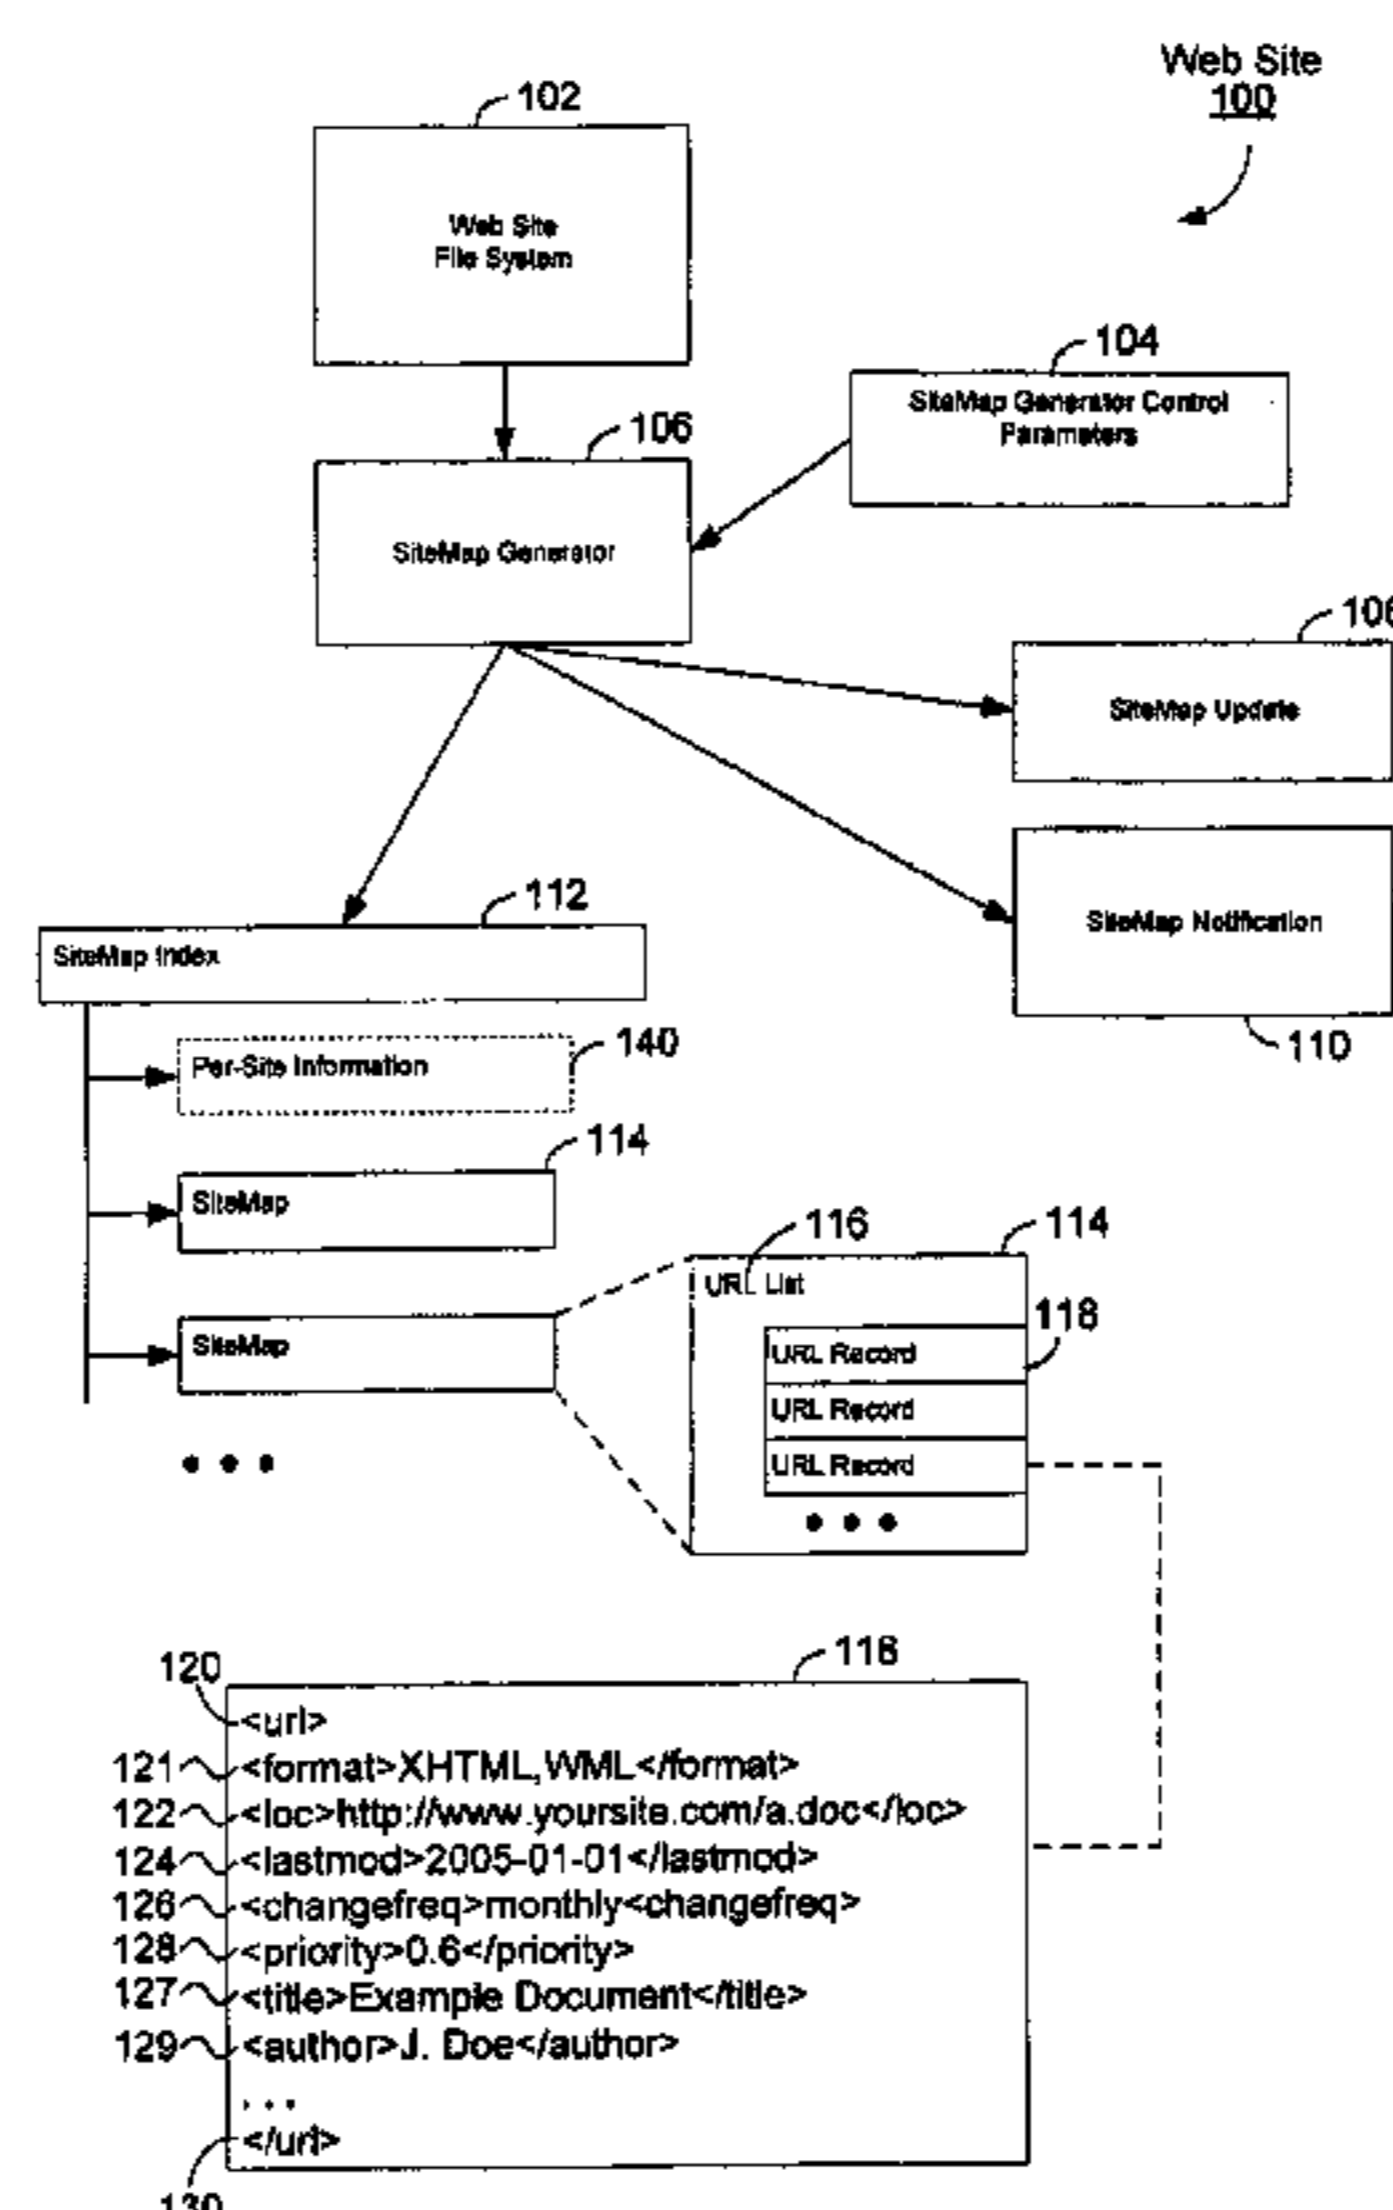 Web Site
100
102
Web Site
File System
104
SiteMap Generator Control
Parameters
106
SiteMap Generator
106
SiteMap Update
SiteMap Notification
110
112
SiteMap Index
140
Per-Site Information
114
SiteMap
SiteMap
116
114
URL List
118
URL Record
URL Record
URL Record
118
120
<url>
121 <format>XHTML,WML</format>
122 <loc>http://www.yoursite.com/a.doc</loc>
124 <lastmod>2005-01-01</lastmod>
126 <changefreq>monthly<changefreq>
128 <priority>0.6</priority>
127 <title>Example Document</title>
129 <author>J. Doe</author>
...
</url>
130